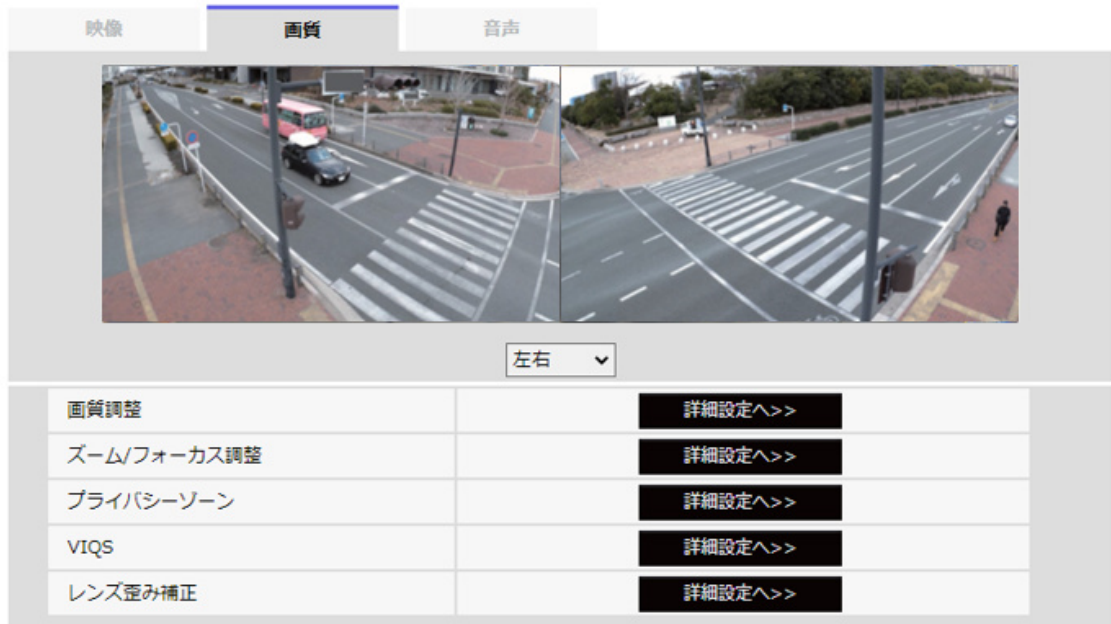 映像 画質 音声
左右
画質調整 詳細設定へ>>
ズーム/フォーカス調整 詳細設定へ>>
プライバシーゾーン 詳細設定へ>>
VIQS 詳細設定へ>>
レンズ歪み補正 詳細設定へ>>